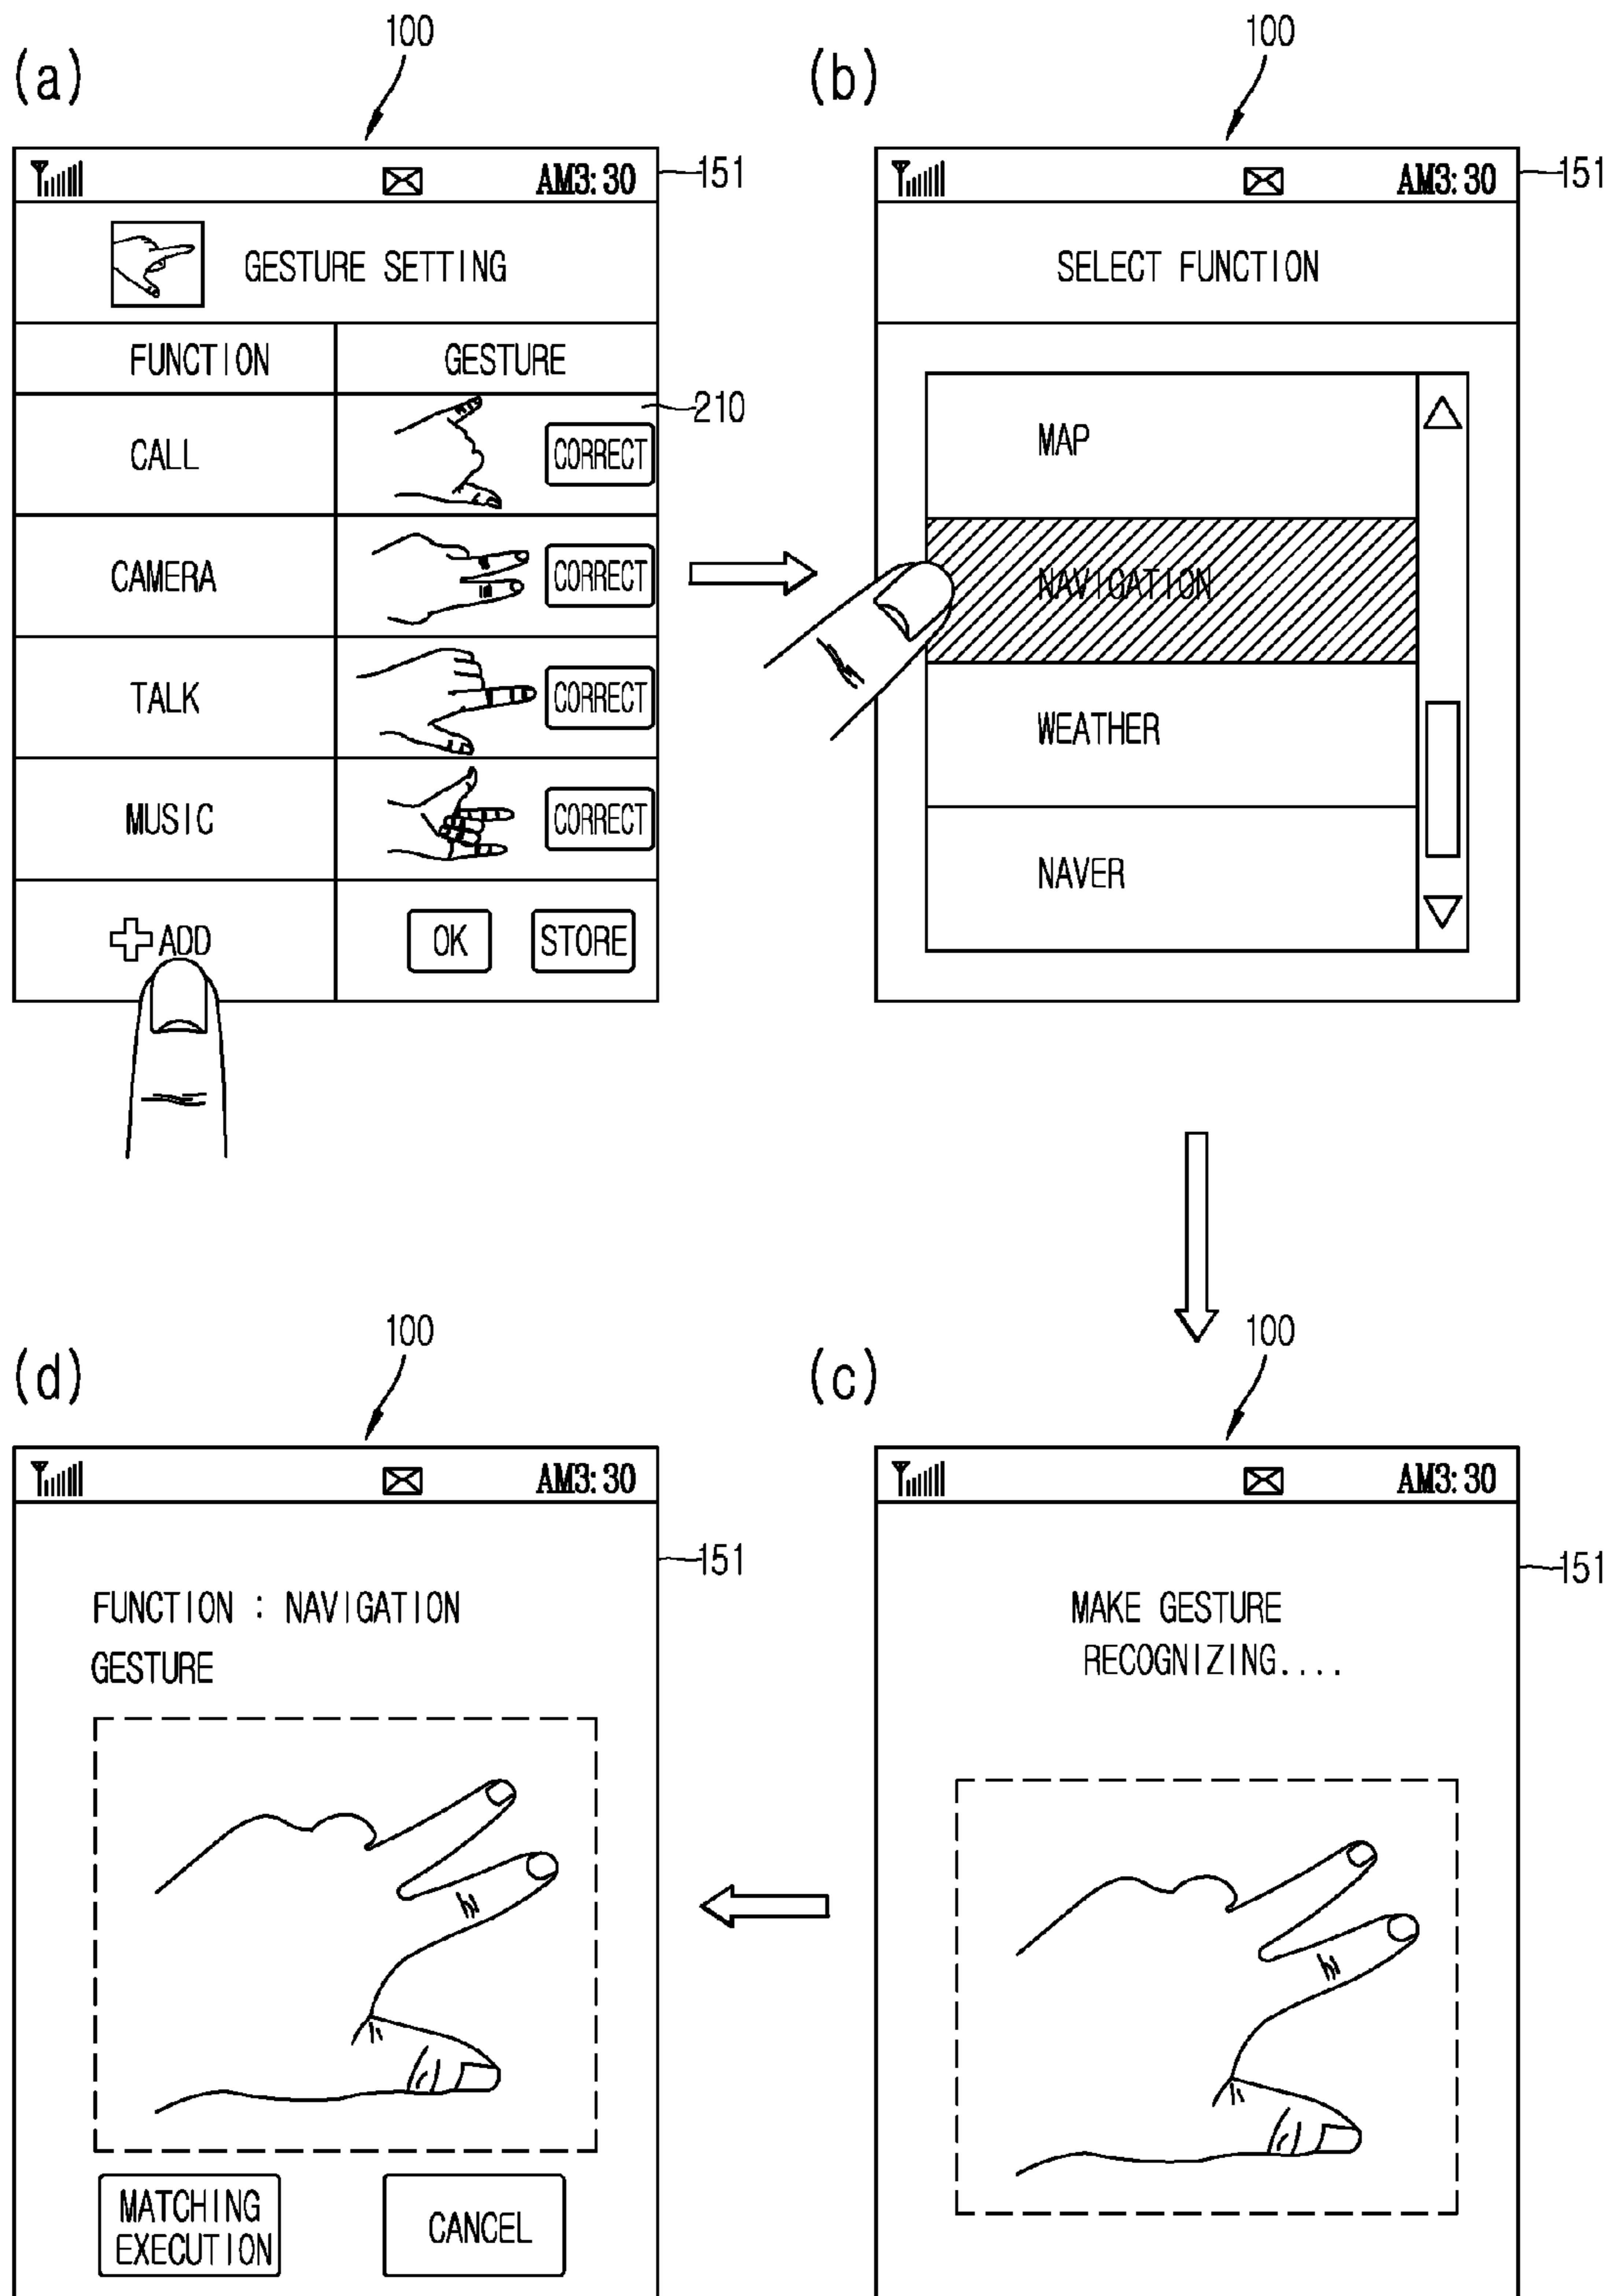 (a)
100
AM3:30
151
GESTURE SETTING
FUNCTION GESTURE
210
CALL CORRECT
CAMERA CORRECT
TALK CORRECT
MUSIC CORRECT
ADD OK STORE
(b)
100
AM3:30
151
SELECT FUNCTION
MAP
NAVIGATION
WEATHER
NAVER
(c)
100
AM3:30
151
MAKE GESTURE
RECOGNIZING....
(d)
100
AM3:30
151
FUNCTION : NAVIGATION
GESTURE
MATCHING
EXECUTION
CANCEL